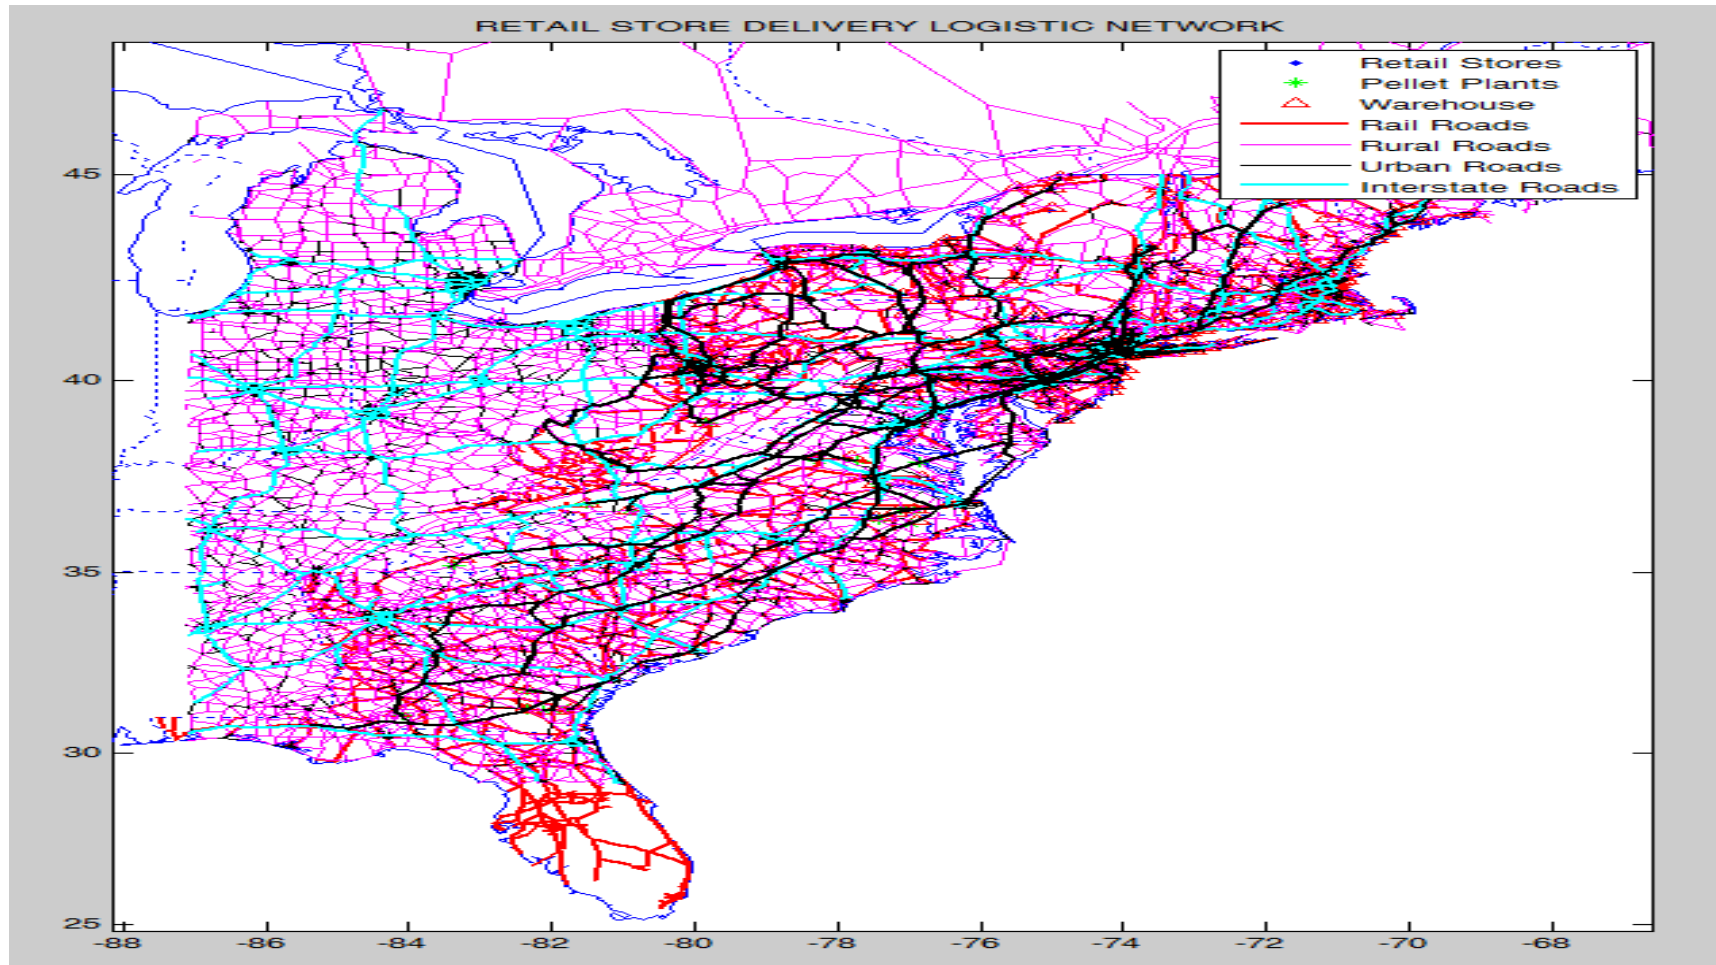 RETAIL STORE DELIVERY LOGISTIC NETWORK
Retail Stores
Pellet Plants
Warehouse
Rail Roads
Rural Roads
Urban Roads
Interstate Roads
45
40
35
30
25
-88 -86 -84 -82 -80 -78 -76 -74 -72 -70 -68